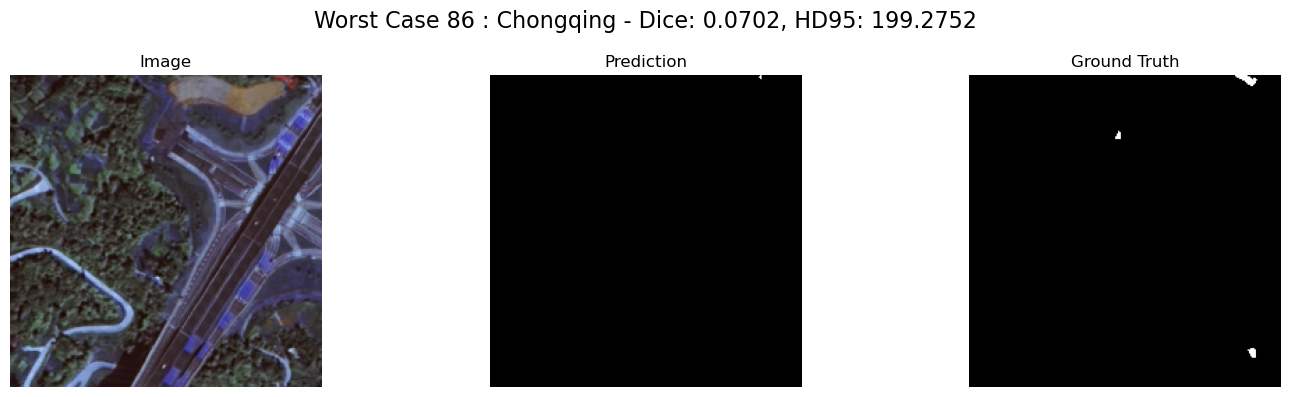 Worst Case 86 : Chongqing - Dice: 0.0702, HD95: 199.2752
Image
Prediction
Ground Truth